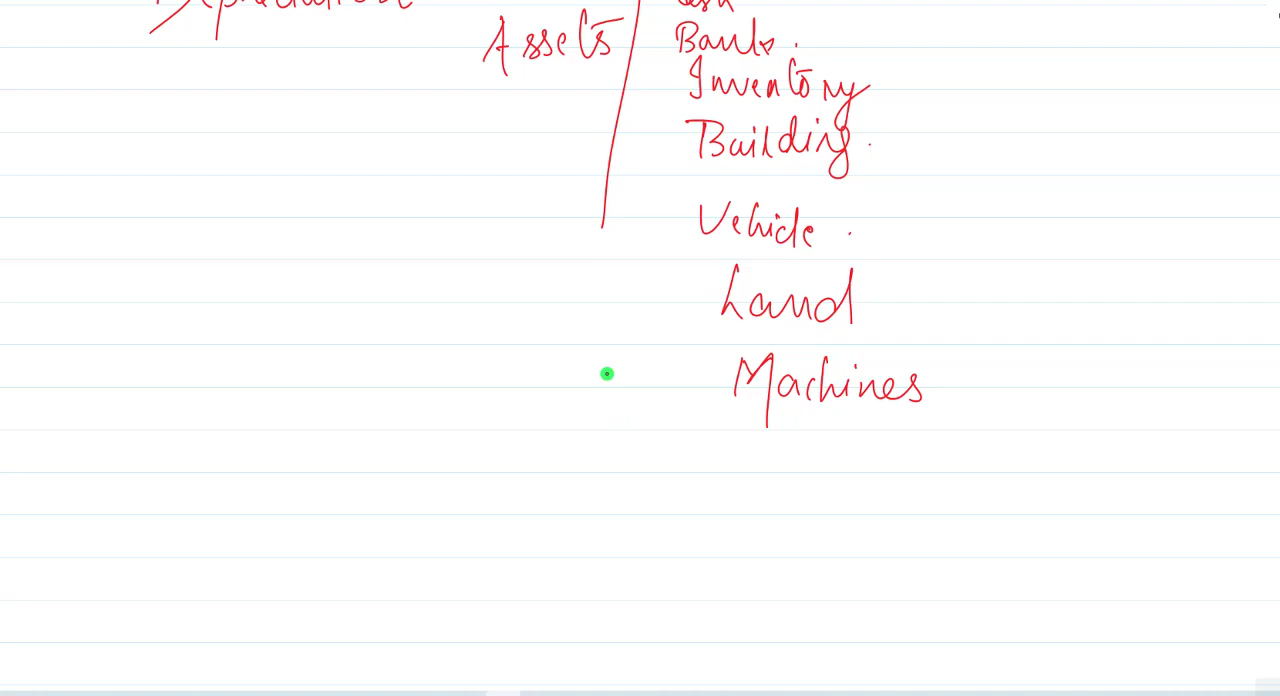 Assets
Bank.
Inventory
Building.
Vehicle.
Land
Machines